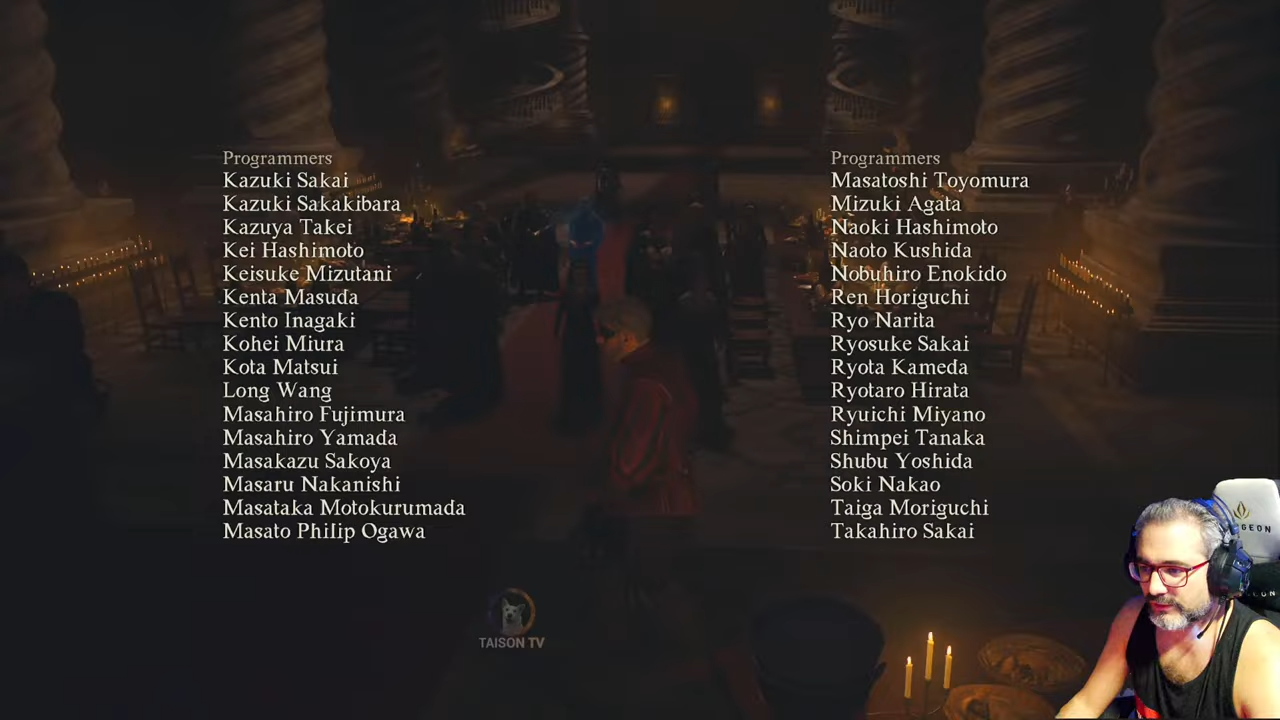 Programmers
Kazuki Sakai
Kazuki Sakakibara
Kazuya Takei
Kei Hashimoto
Keisuke Mizutani
Kenta Masuda
Kento Inagaki
Kohei Miura
Kota Matsui
Long Wang
Masahiro Fujimura
Masahiro Yamada
Masakazu Sakoya
Masaru Nakanishi
Masataka Motokurumada
Masato Philip Ogawa
Programmers
Masatoshi Toyomura
Mizuki Agata
Naoki Hashimoto
Naoto Kushida
Nobuhiro Enokido
Ren Horiguchi
Ryo Narita
Ryosuke Sakai
Ryota Kameda
Ryotaro Hirata
Ryuichi Miyano
Shimpei Tanaka
Shubu Yoshida
Soki Nakao
Taiga Moriguchi
Takahiro Sakai
TAISON TV